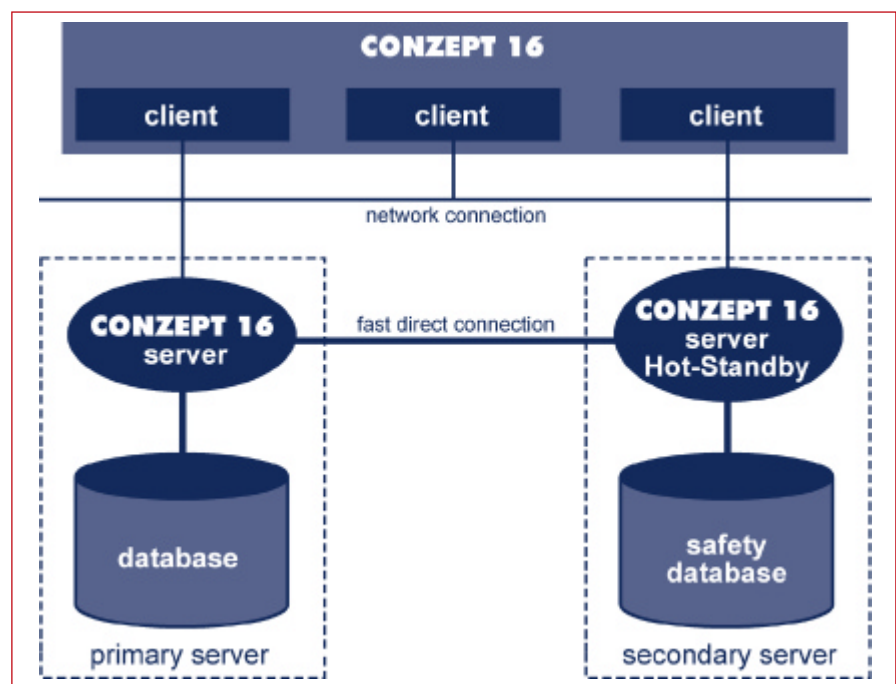 CONZEPT 16
client
client
client
network connection
CONZEPT 16
server
fast direct connection
CONZEPT 16
server
Hot-Standby
database
safety
database
primary server
secondary server